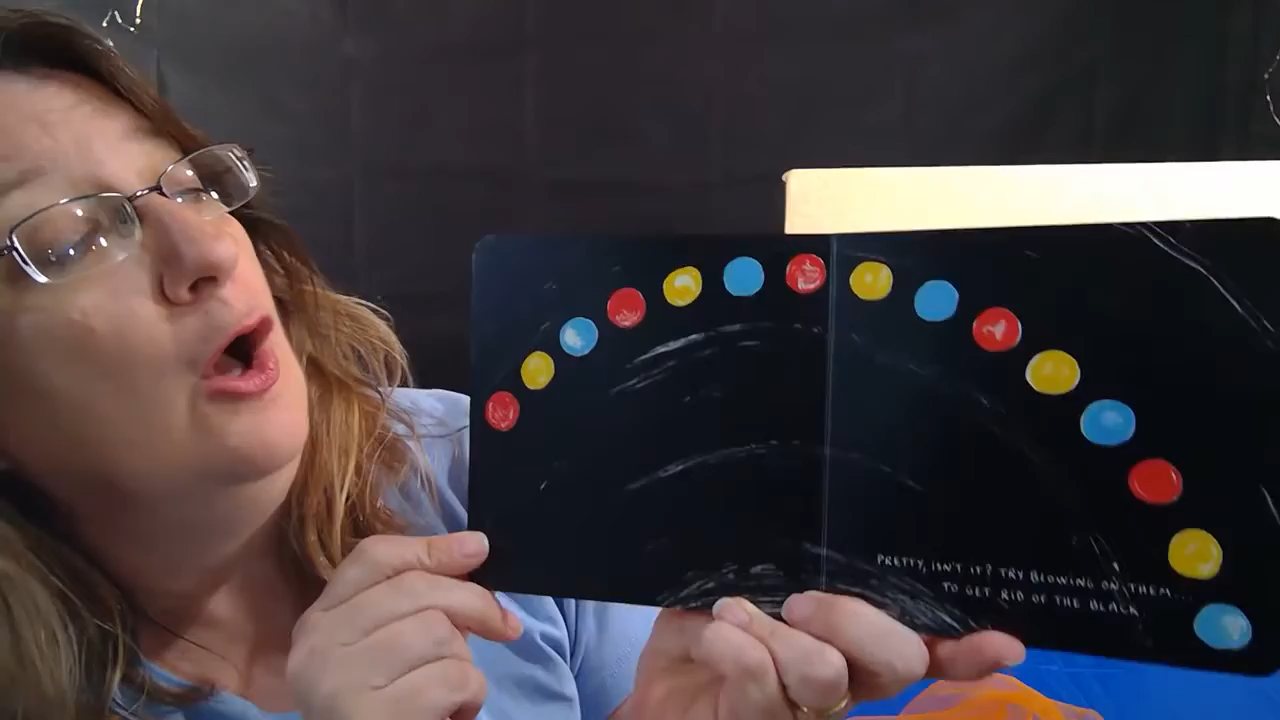 PRETTY, ISN'T IT? TRY BLOWING ON THEM...
TO GET RID OF THE BLACK